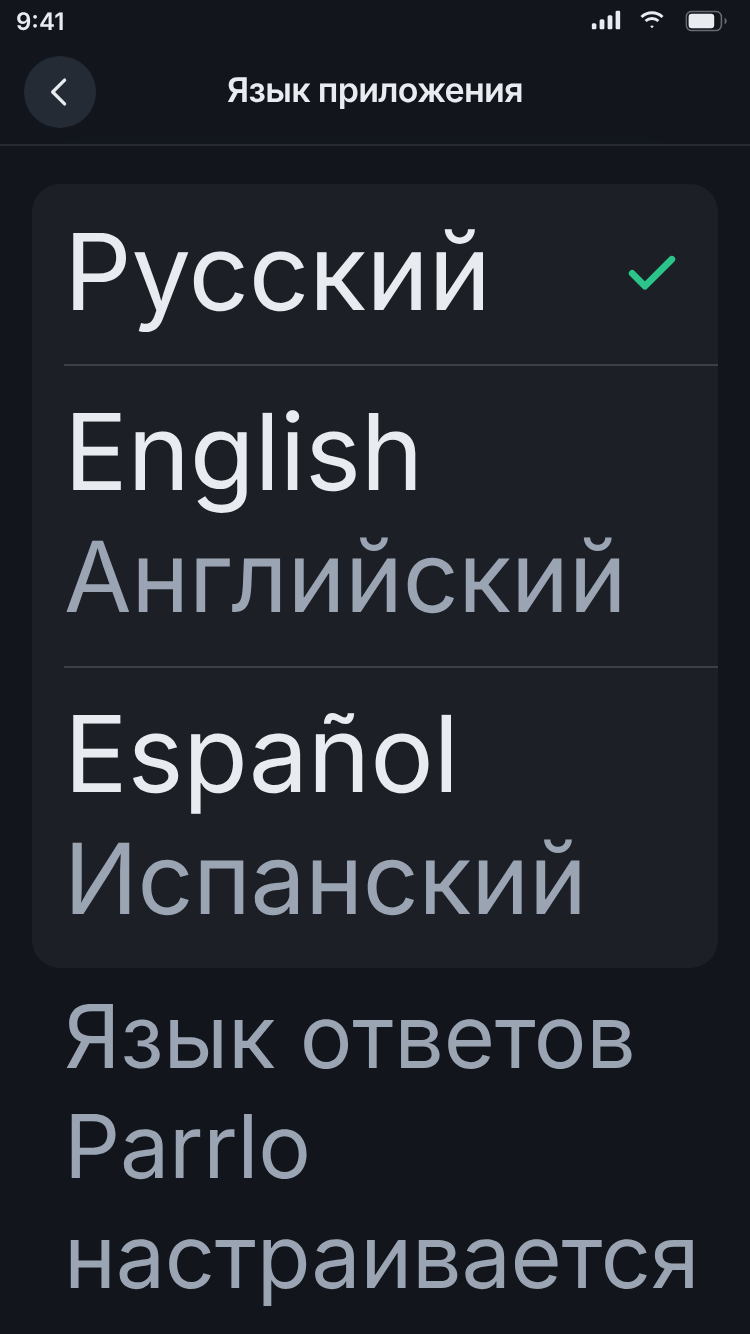 9:41
Язык приложения
Русский
English
Английский
Español
Испанский
Язык ответов
Parrlo
настраивается